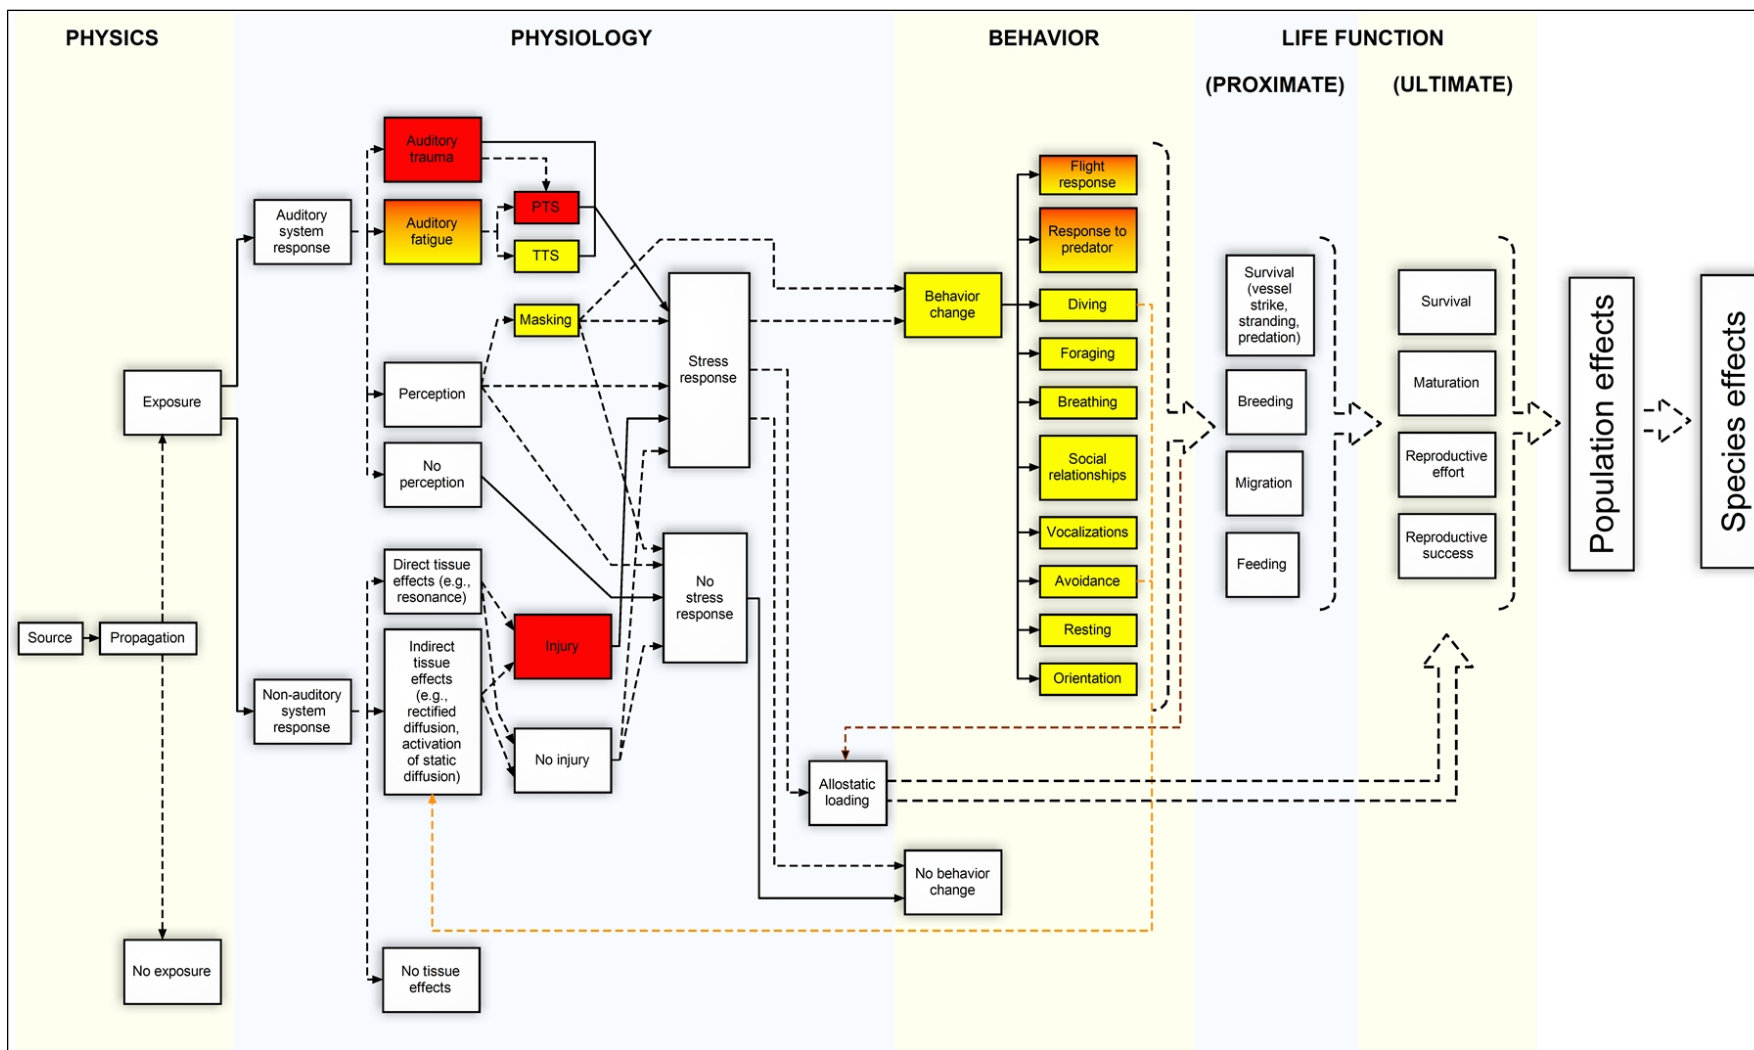 PHYSICS
PHYSIOLOGY
BEHAVIOR
LIFE FUNCTION
(PROXIMATE)
(ULTIMATE)
Source
Propagation
Exposure
No exposure
Auditory
system
response
Non-auditory
system
response
Auditory
trauma
Auditory
fatigue
PTS
TTS
Masking
Perception
No
perception
Direct tissue
effects (e.g.,
resonance)
Indirect
tissue
effects
(e.g.,
rectified
diffusion,
activation
of static
diffusion)
No tissue
effects
Injury
No injury
Stress
response
No
stress
response
Allostatic
loading
Behavior
change
No behavior
change
Flight
response
Response to
predator
Diving
Foraging
Breathing
Social
relationships
Vocalizations
Avoidance
Resting
Orientation
Survival
(vessel
strike,
stranding,
predation)
Breeding
Migration
Feeding
Survival
Maturation
Reproductive
effort
Reproductive
success
Population effects
Species effects